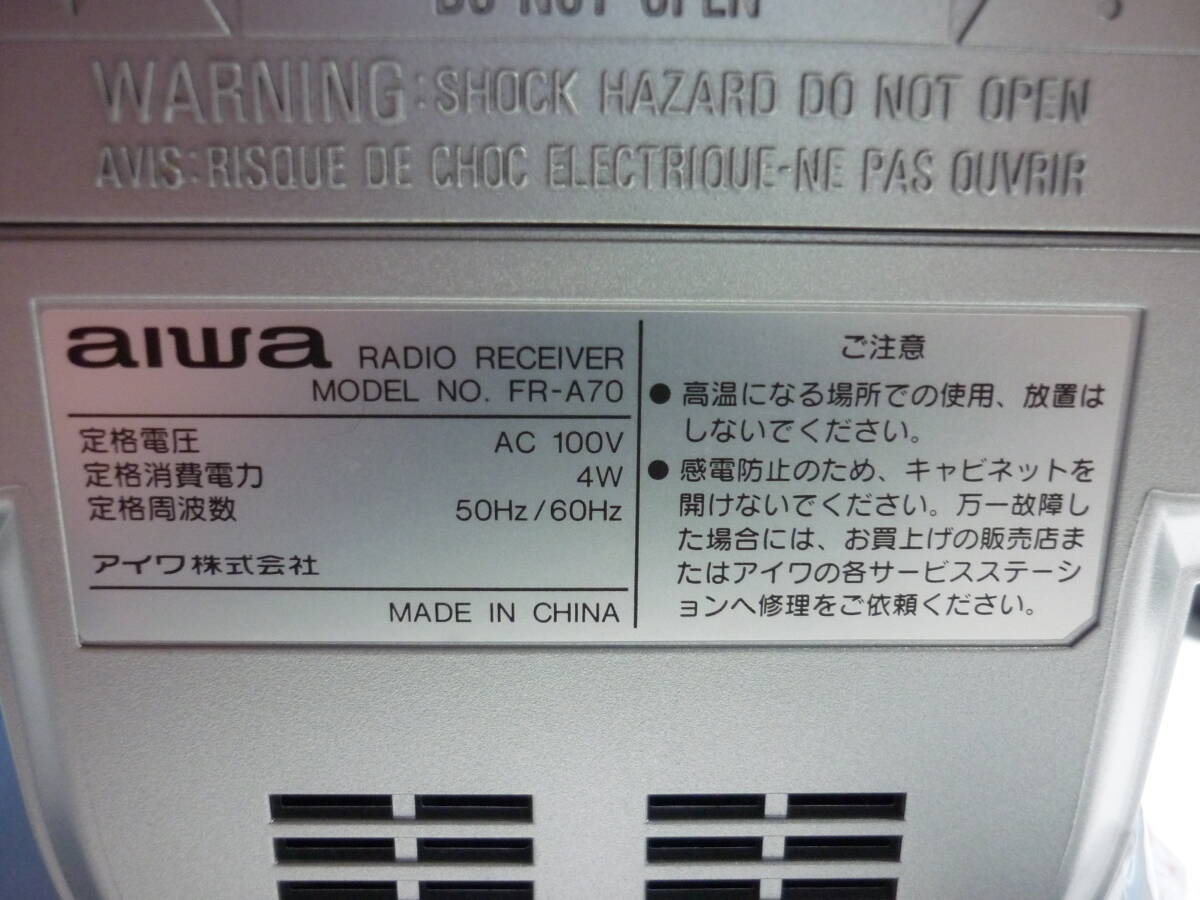 DO NOT OPEN
WARNING:SHOCK HAZARD DO NOT OPEN
AVIS:RISQUE DE CHOC ELECTRIQUE-NE PAS OUVRIR
aiwa RADIO RECEIVER
MODEL NO. FR-A70
定格電圧 AC 100V
定格消費電力 4W
定格周波数 50Hz/60Hz
アイワ株式会社
MADE IN CHINA
ご注意
● 高温になる場所での使用、放置は
しないでください。
● 感電防止のため、キャビネットを
開けないでください。万一故障し
た場合には、お買上げの販売店ま
たはアイワの各サービスステーシ
ョンへ修理をご依頼ください。